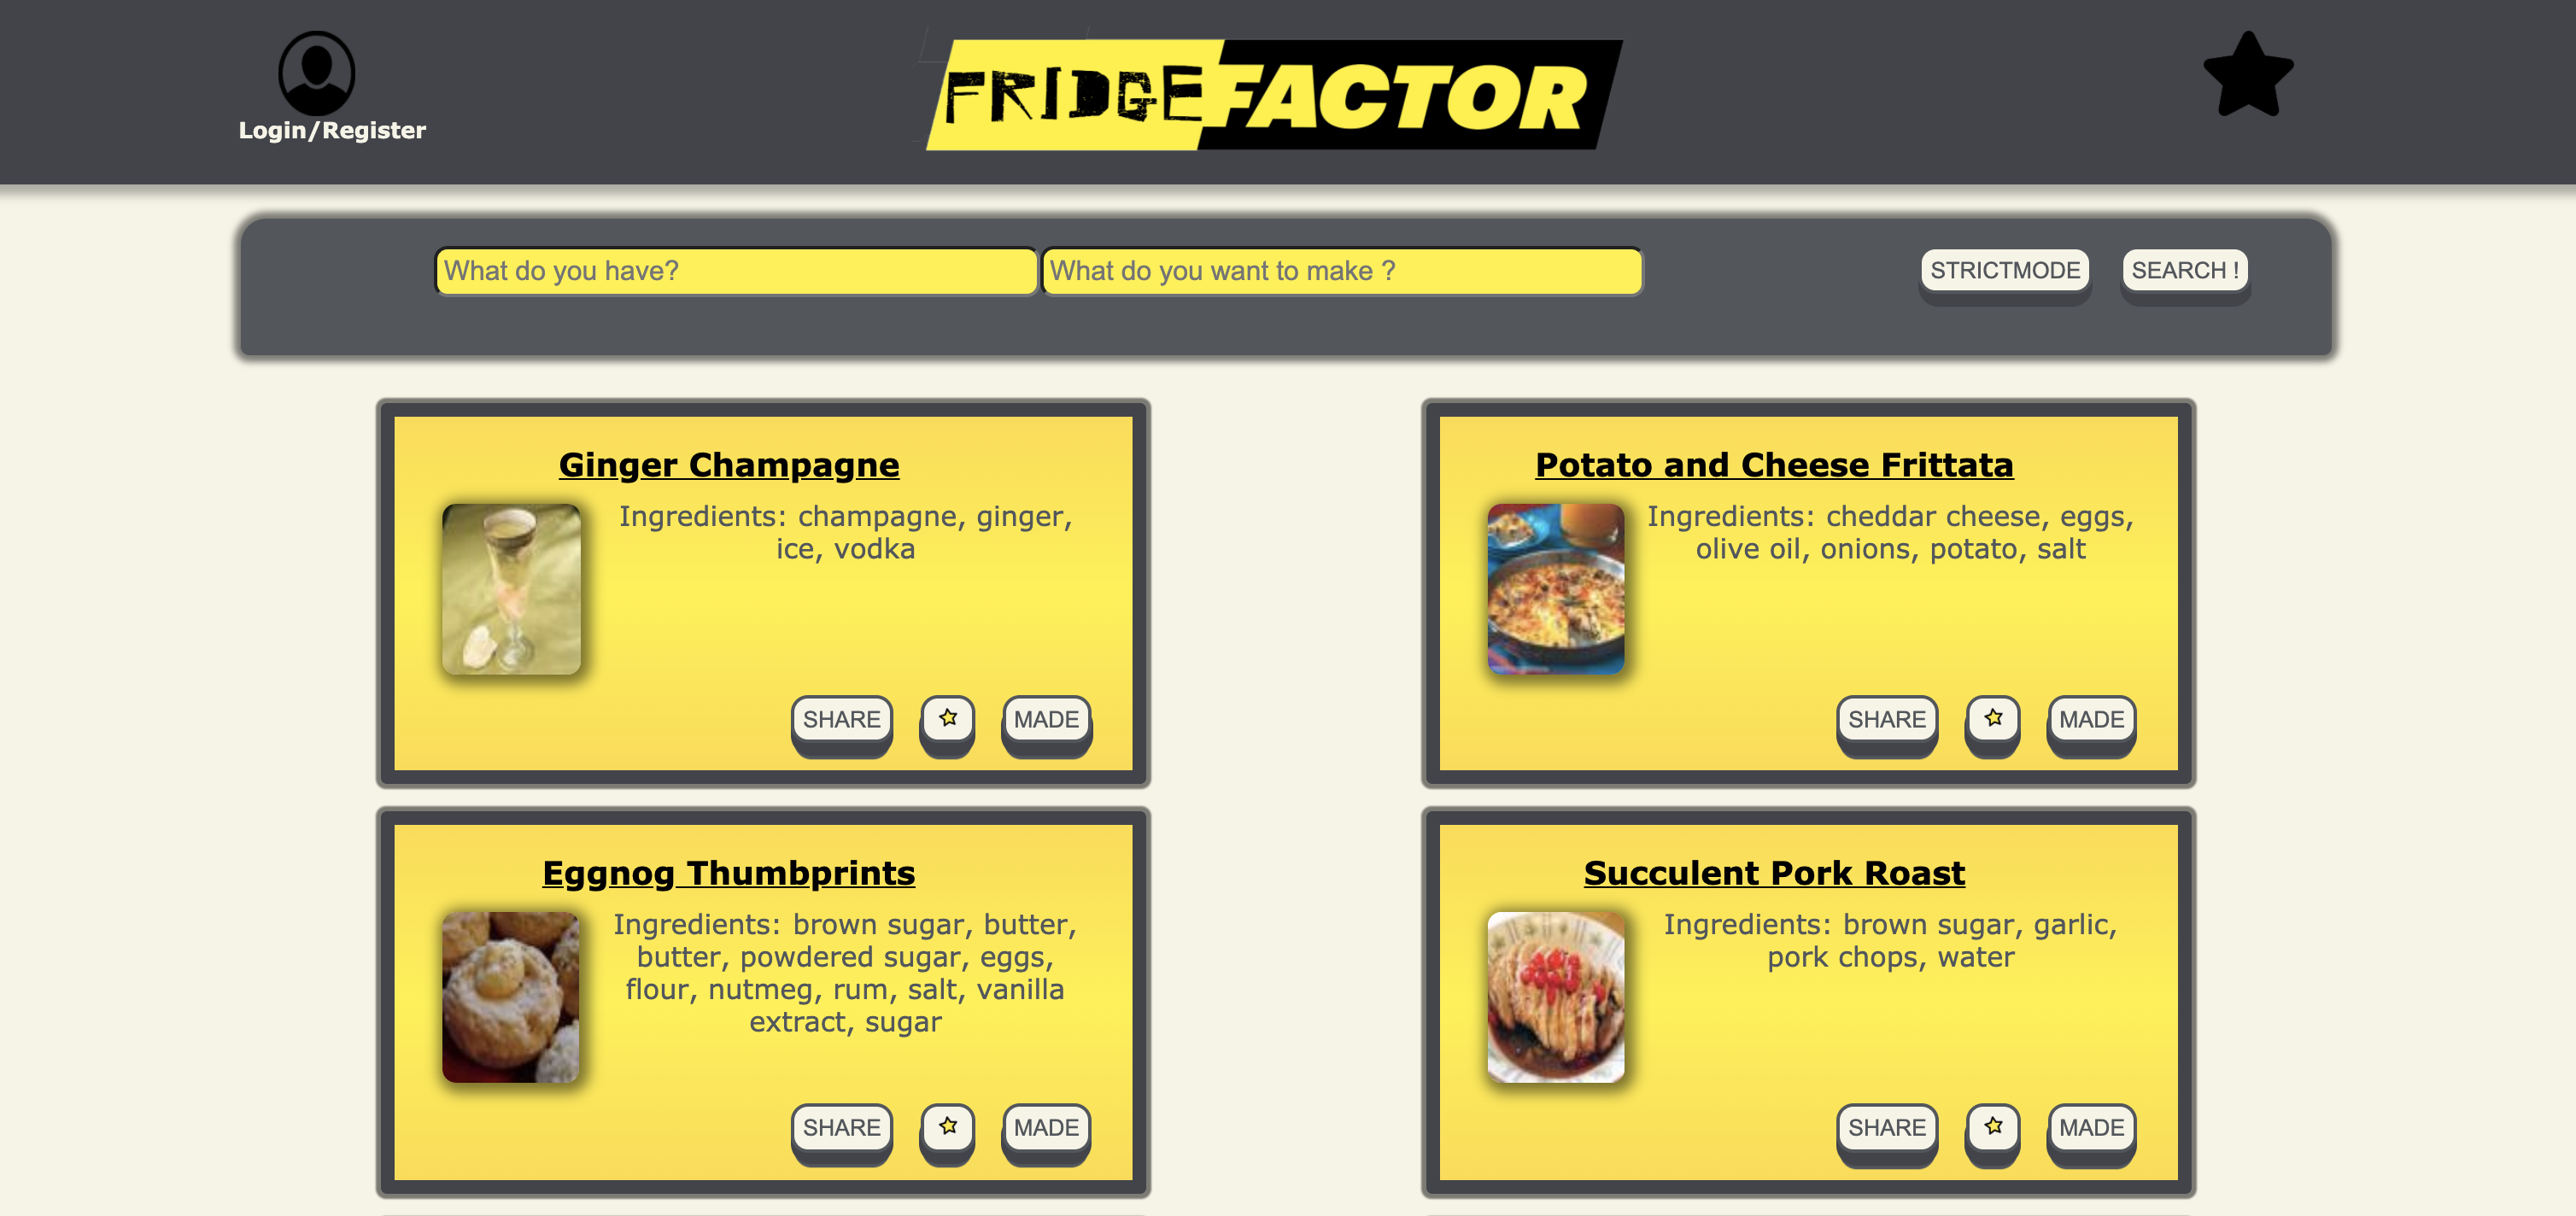 FRIDGEFACTOR
Login/Register
What do you have?
What do you want to make ?
STRICTMODE
SEARCH !
Ginger Champagne
Ingredients: champagne, ginger,
ice, vodka
SHARE
MADE
Potato and Cheese Frittata
Ingredients: cheddar cheese, eggs,
olive oil, onions, potato, salt
SHARE
MADE
Eggnog Thumbprints
Ingredients: brown sugar, butter,
butter, powdered sugar, eggs,
flour, nutmeg, rum, salt, vanilla
extract, sugar
SHARE
MADE
Succulent Pork Roast
Ingredients: brown sugar, garlic,
pork chops, water
SHARE
MADE